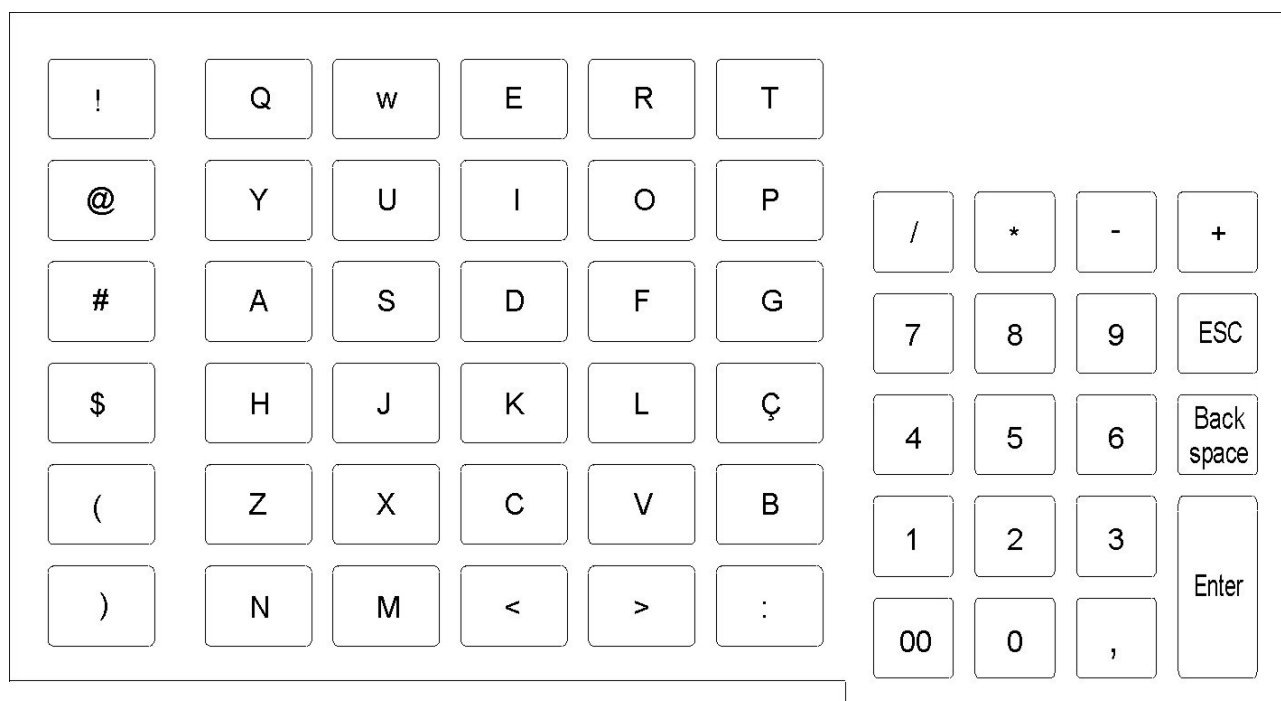 ! Q w E R T
@ Y U I O P
/ * - +
# A S D F G
7 8 9 ESC
$ H J K L Ç
4 5 6 Back
space
( Z X C V B
1 2 3
Enter
) N M < > :
00 0 ,